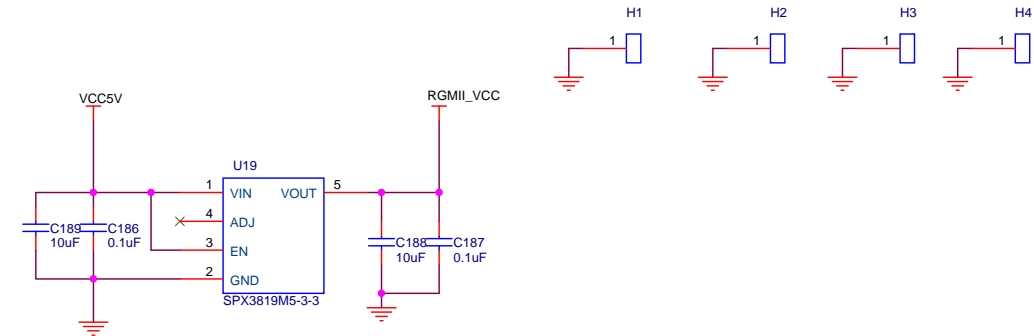 H1
H2
H3
H4
1
1
1
1
VCC5V
RGMII_VCC
U19
1
VIN
VOUT
5
4
ADJ
3
EN
2
GND
SPX3819M5-3-3
C189
10uF
C186
0.1uF
C188
10uF
C187
0.1uF